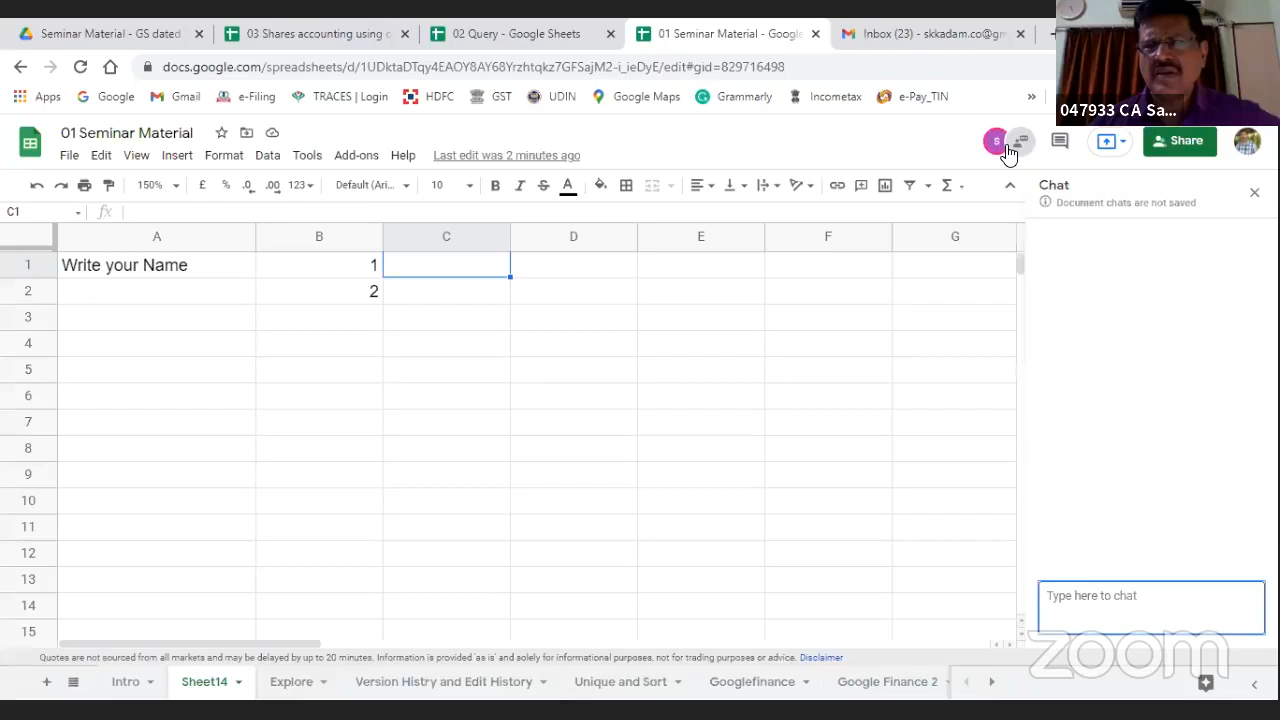 Seminar Material - GS dated
03 Shares accounting using c
02 Query - Google Sheets
01 Seminar Material - Google
Inbox (23) - skkadam.co@gm
docs.google.com/spreadsheets/d/1UDktaDTqy4EAOY8AY68Yrzhtqkz7GFSajM2-i_ieDyE/edit#gid=829716498
Apps
Google
Gmail
e-Filing
TRACES | Login
HDFC
GST
UDIN
Google Maps
Grammarly
Incometax
e-Pay_TIN
»
047933 CA Sa...
01 Seminar Material
S
Share
File Edit View Insert Format Data Tools Add-ons Help Last edit was 2 minutes ago
150% £ % .0 .00 123 Default (Ari... 10 B I S A Σ
Chat
Document chats are not saved
C1 fx
A B C D E F G
1 Write your Name 1
2 2
3
4
5
6
7
8
9
10
11
12
13
14
15
Type here to chat
zoom
Quotes are not sourced from all markets and may be delayed by up to 20 minutes. Information is provided 'as is' and solely for informational purposes, not for trading purposes or advice. Disclaimer
Intro Sheet14 Explore Version Histry and Edit History Unique and Sort Googlefinance Google Finance 2